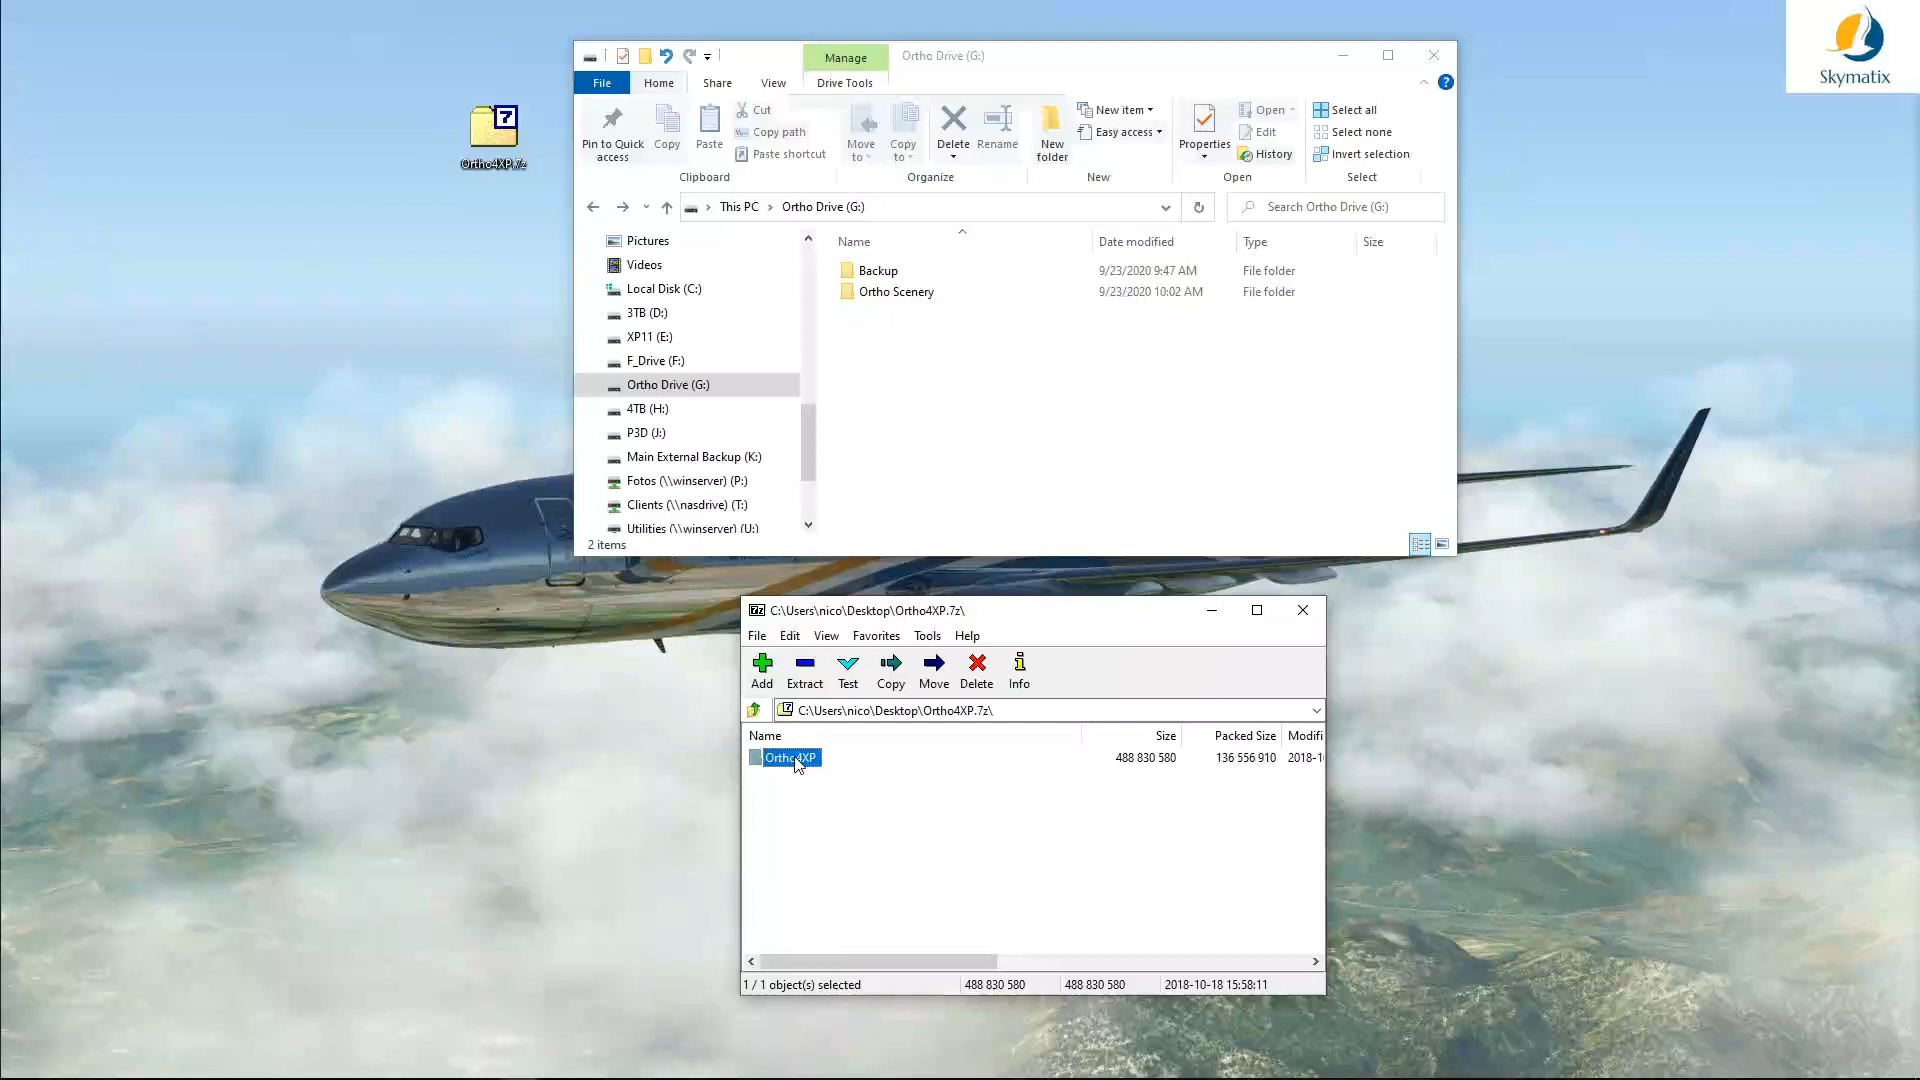 Skymatix
Ortho4XP.7z
Manage
Ortho Drive (G:)
File
Home
Share
View
Drive Tools
Pin to Quick access
Copy
Paste
Cut
Copy path
Paste shortcut
Clipboard
Move to
Copy to
Delete
Rename
Organize
New folder
New item
Easy access
New
Properties
Open
Edit
History
Open
Select all
Select none
Invert selection
Select
This PC
Ortho Drive (G:)
Search Ortho Drive (G:)
Pictures
Videos
Local Disk (C:)
3TB (D:)
XP11 (E:)
F_Drive (F:)
Ortho Drive (G:)
4TB (H:)
P3D (J:)
Main External Backup (K:)
Fotos (\\winserver) (P:)
Clients (\\nasdrive) (T:)
Utilities (\\winserver) (U:)
Name Date modified Type Size
Backup 9/23/2020 9:47 AM File folder
Ortho Scenery 9/23/2020 10:02 AM File folder
2 items
C:\Users\nico\Desktop\Ortho4XP.7z\
File Edit View Favorites Tools Help
Add Extract Test Copy Move Delete Info
C:\Users\nico\Desktop\Ortho4XP.7z\
Name Size Packed Size Modifi
Ortho4XP 488 830 580 136 556 910 2018-1
1 / 1 object(s) selected 488 830 580 488 830 580 2018-10-18 15:58:11